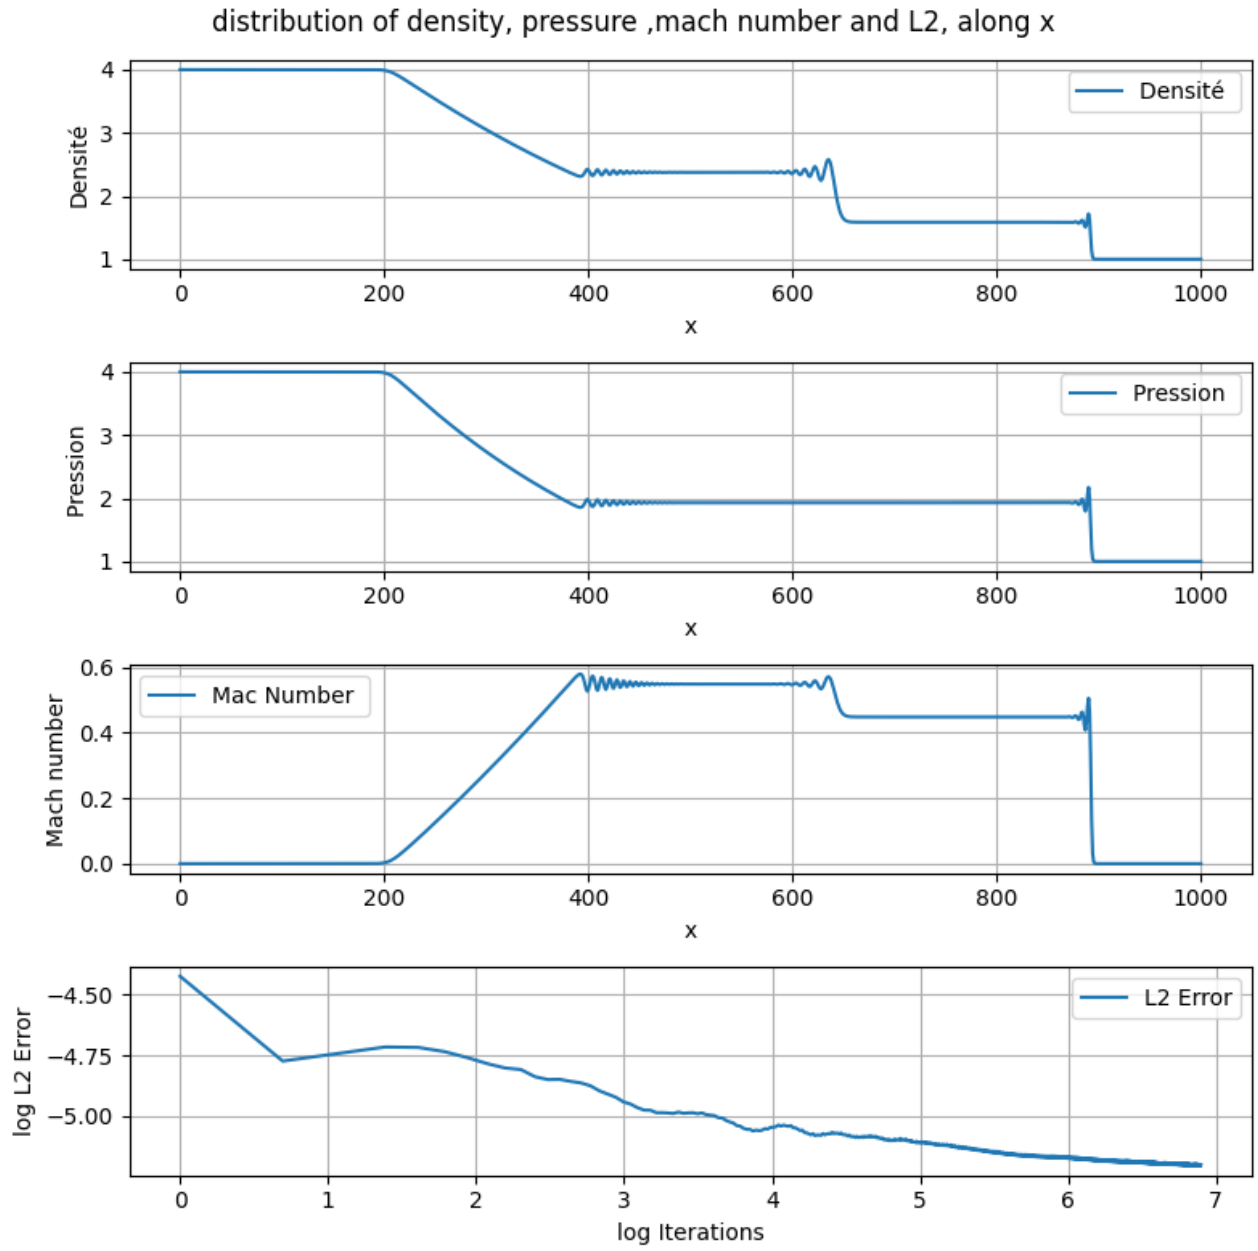 distribution of density, pressure ,mach number and L2, along x
4
3
2
1
Densité
Densité
0 200 400 600 800 1000
x
4
3
2
1
Pression
Pression
0 200 400 600 800 1000
x
0.6
0.4
0.2
0.0
Mach number
Mac Number
0 200 400 600 800 1000
x
−4.50
−4.75
−5.00
log L2 Error
L2 Error
0 1 2 3 4 5 6 7
log Iterations